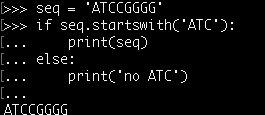 >>> seq = 'ATCCGGGG'
[>>> if seq.startswith('ATC'):
[...     print(seq)
[... else:
[...     print('no ATC')
[...
ATCCGGGG